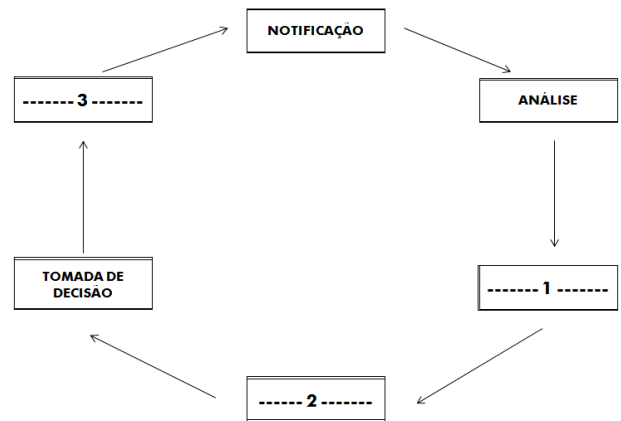 NOTIFICAÇÃO
------- 3 -------
ANÁLISE
TOMADA DE
DECISÃO
------- 1 -------
------ 2 -------